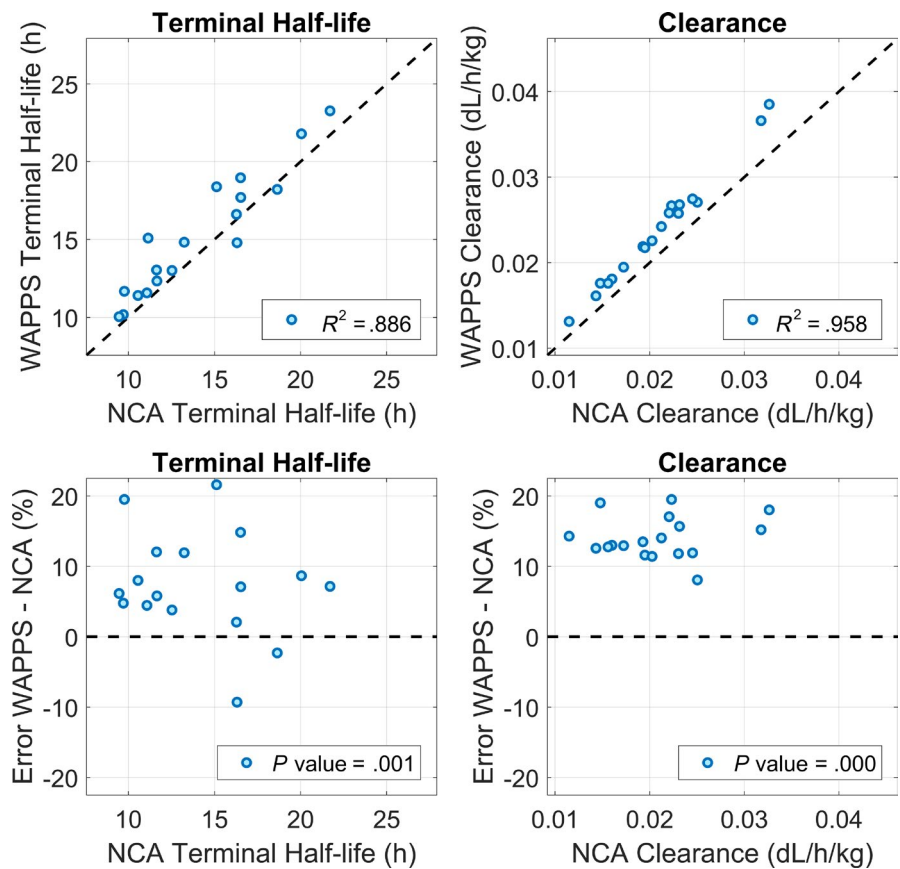 Terminal Half-life
WAPPS Terminal Half-life (h)
25
20
15
10
10 15 20 25
NCA Terminal Half-life (h)
R² = .886
Clearance
WAPPS Clearance (dL/h/kg)
0.04
0.03
0.02
0.01
0.01 0.02 0.03 0.04
NCA Clearance (dL/h/kg)
R² = .958
Terminal Half-life
Error WAPPS - NCA (%)
20
10
0
-10
-20
10 15 20 25
NCA Terminal Half-life (h)
P value = .001
Clearance
Error WAPPS - NCA (%)
20
10
0
-10
-20
0.01 0.02 0.03 0.04
NCA Clearance (dL/h/kg)
P value = .000